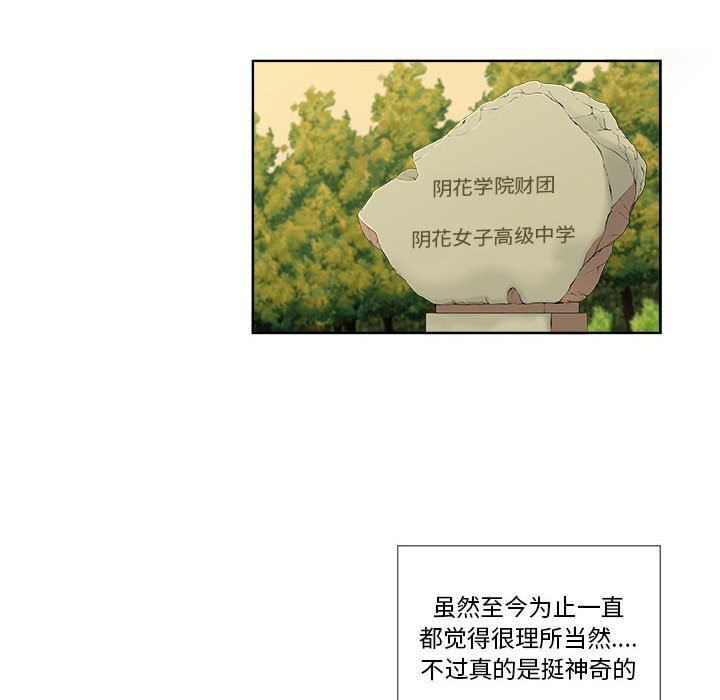 阴花学院财团
阴花女子高级中学
虽然至今为止一直
都觉得很理所当然....
不过真的是挺神奇的